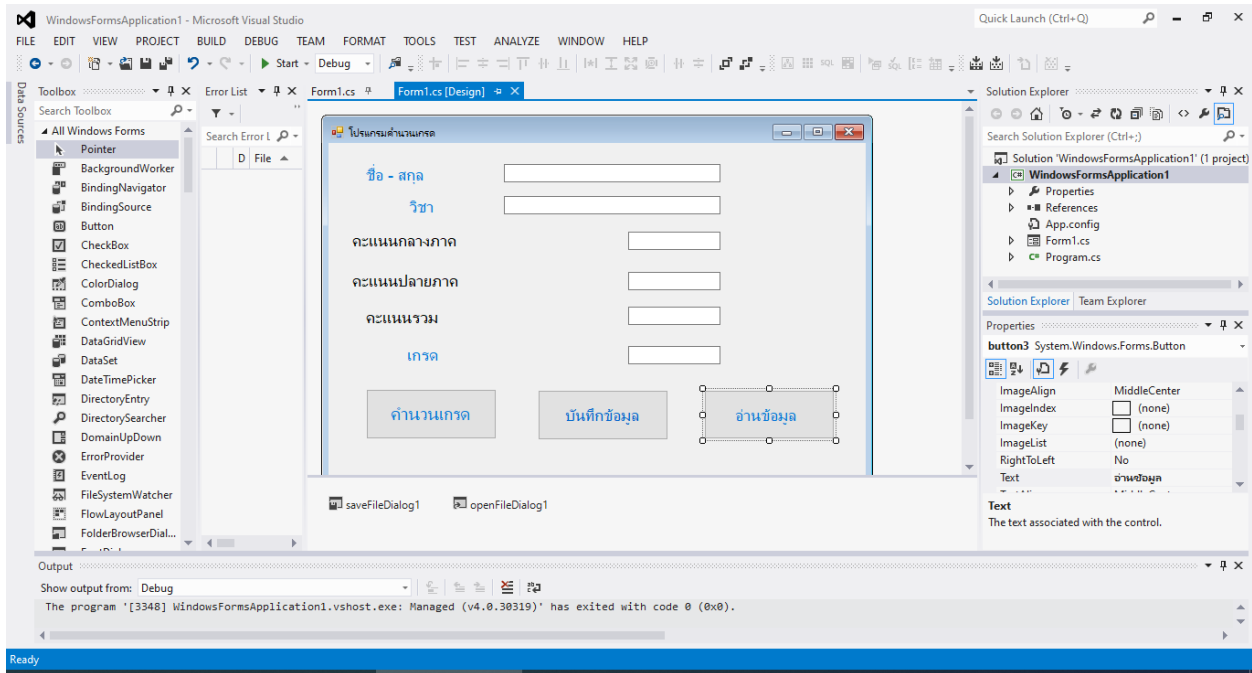 WindowsFormsApplication1 - Microsoft Visual Studio
Quick Launch (Ctrl+Q)
FILE EDIT VIEW PROJECT BUILD DEBUG TEAM FORMAT TOOLS TEST ANALYZE WINDOW HELP
Start Debug
Data Sources
Toolbox
Search Toolbox
All Windows Forms
Pointer
BackgroundWorker
BindingNavigator
BindingSource
Button
CheckBox
CheckedListBox
ColorDialog
ComboBox
ContextMenuStrip
DataGridView
DataSet
DateTimePicker
DirectoryEntry
DirectorySearcher
DomainUpDown
ErrorProvider
EventLog
FileSystemWatcher
FlowLayoutPanel
FolderBrowserDial...
Error List
Search Error L
D File
Form1.cs Form1.cs [Design]
โปรแกรมคำนวนเกรด
ชื่อ - สกุล
วิชา
คะแนนกลางภาค
คะแนนปลายภาค
คะแนนรวม
เกรด
คำนวนเกรด บันทึกข้อมูล อ่านข้อมูล
saveFileDialog1 openFileDialog1
Solution Explorer
Search Solution Explorer (Ctrl+;)
Solution 'WindowsFormsApplication1' (1 project)
WindowsFormsApplication1
Properties
References
App.config
Form1.cs
Program.cs
Solution Explorer Team Explorer
Properties
button3 System.Windows.Forms.Button
ImageAlign MiddleCenter
ImageIndex (none)
ImageKey (none)
ImageList (none)
RightToLeft No
Text อ่านข้อมูล
Text
The text associated with the control.
Output
Show output from: Debug
The program '[3348] WindowsFormsApplication1.vshost.exe: Managed (v4.0.30319)' has exited with code 0 (0x0).
Ready